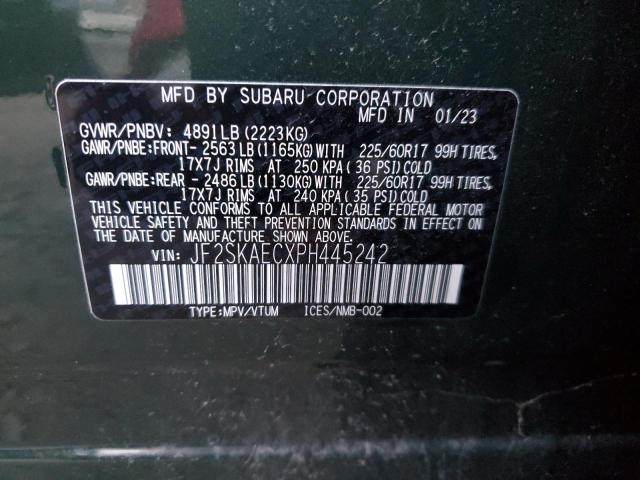 MFD BY SUBARU CORPORATION
MFD IN 01/23
GVWR/PNBV: 4891LB(2223KG)
GAWR/PNBE:FRONT- 2563LB(1165KG)WITH 225/60R17 99H TIRES,
17X7J RIMS AT 250 KPA(36 PSI)COLD
GAWR/PNBE:REAR - 2486LB(1130KG)WITH 225/60R17 99H TIRES,
17X7J RIMS AT 240 KPA(35 PSI)COLD
THIS VEHICLE CONFORMS TO ALL APPLICABLE FEDERAL MOTOR
VEHICLE SAFETY AND THEFT PREVENTION STANDARDS IN EFFECT ON
THE DATE OF MANUFACTURE SHOWN ABOVE.
VIN: JF2SKAECXPH445242
TYPE:MPV/VTUM ICES/NMB-002